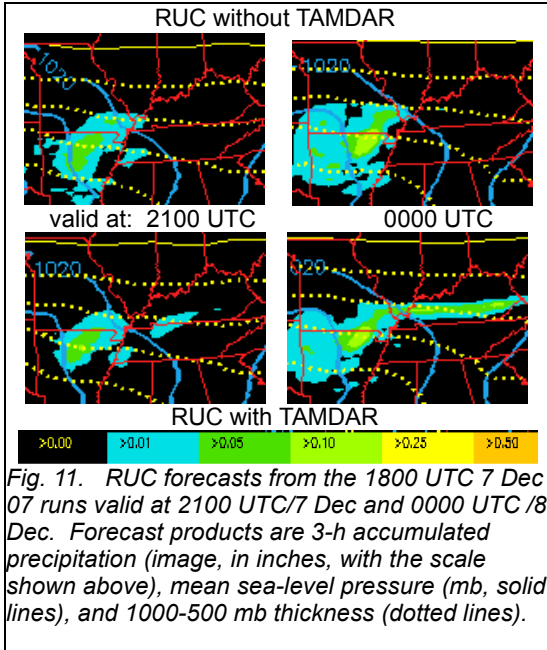 RUC without TAMDAR
1020
1020
valid at: 2100 UTC 0000 UTC
1020
020
RUC with TAMDAR
>0.00 >0.01 >0.05 >0.10 >0.25 >0.50
Fig. 11. RUC forecasts from the 1800 UTC 7 Dec
07 runs valid at 2100 UTC/7 Dec and 0000 UTC /8
Dec. Forecast products are 3-h accumulated
precipitation (image, in inches, with the scale
shown above), mean sea-level pressure (mb, solid
lines), and 1000-500 mb thickness (dotted lines).